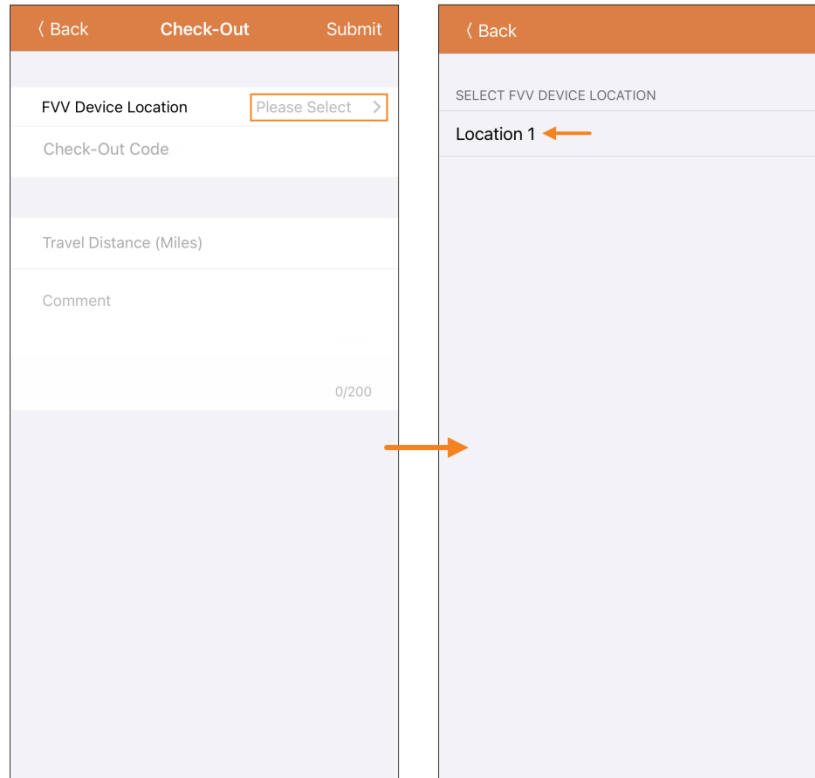 Back Check-Out Submit
FVV Device Location Please Select
Check-Out Code
Travel Distance (Miles)
Comment
0/200
Back
SELECT FVV DEVICE LOCATION
Location 1